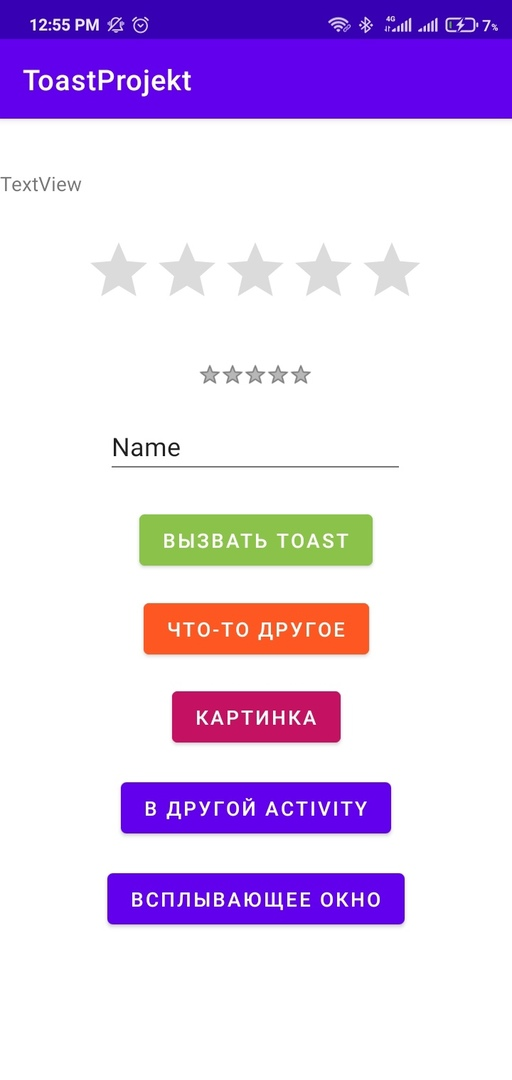 12:55 PM 4G 7%
ToastProjekt
TextView
Name
ВЫЗВАТЬ TOAST
ЧТО-ТО ДРУГОЕ
КАРТИНКА
В ДРУГОЙ ACTIVITY
ВСПЛЫВАЮЩЕЕ ОКНО